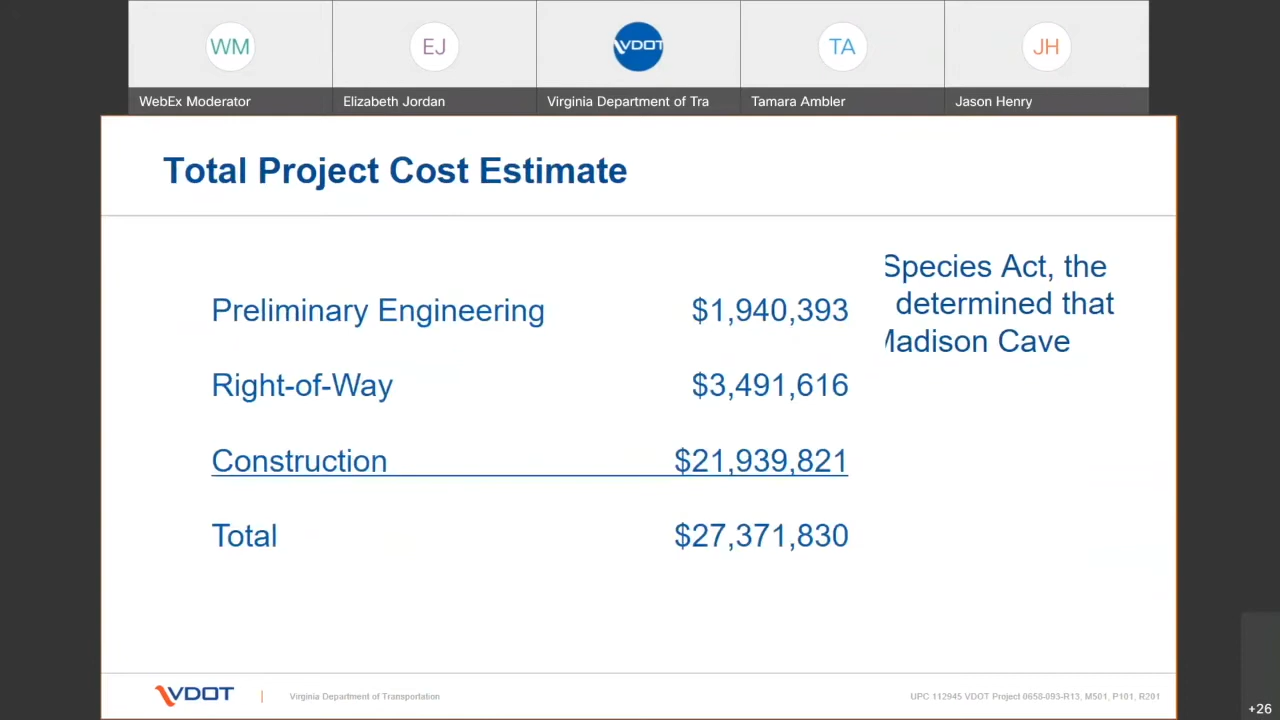 WM
EJ
VDOT
TA
JH
WebEx Moderator
Elizabeth Jordan
Virginia Department of Tra
Tamara Ambler
Jason Henry
Total Project Cost Estimate
Species Act, the
determined that
Madison Cave
Preliminary Engineering $1,940,393
Right-of-Way $3,491,616
Construction $21,939,821
Total $27,371,830
VDOT | Virginia Department of Transportation
UPC 112945 VDOT Project 0658-093-R13, M501, P101, R201
+26